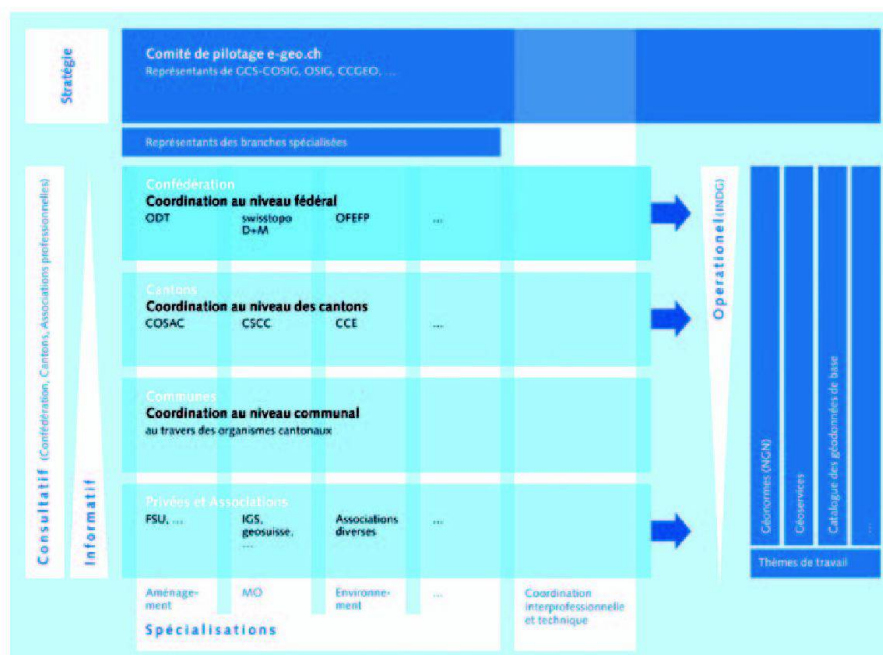 Stratégie
Comité de pilotage e-geo.ch
Représentants de GCS-COSIG, OSIG, CCGEO, ...
Représentants des branches spécialisées
Consultatif (Confédération, Cantons, Associations professionnelles)
Informatif
Confédération
Coordination au niveau fédéral
ODT swisstopo OFEFP ...
D+M
Cantons
Coordination au niveau des cantons
COSAC CSCC CCE ...
Communes
Coordination au niveau communal
au travers des organismes cantonaux
Privées et Associations
FSU, ... IGS, Associations ...
geosuisse, diverses
...
Aménage- MO Environne- ... Coordination
ment ment interprofessionnelle
et technique
Spécialisations
Operationel (INDG)
Géonormes (NGN)
Géoservices
Catalogue des géodonnées de base
...
Thèmes de travail